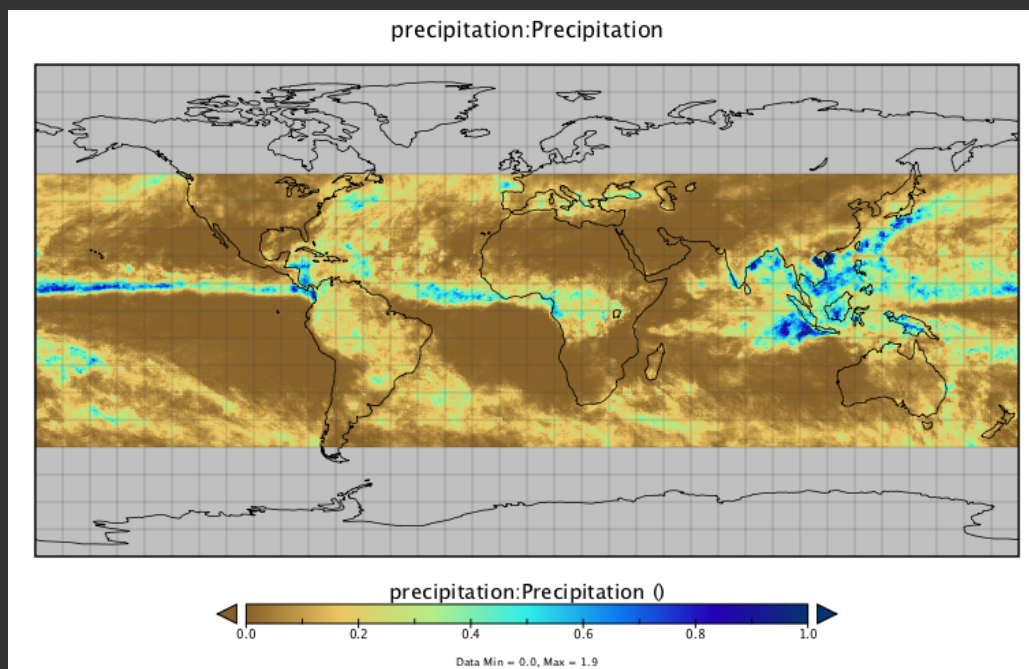 precipitation:Precipitation
precipitation:Precipitation ()
0.0 0.2 0.4 0.6 0.8 1.0
Data Min = 0.0, Max = 1.9